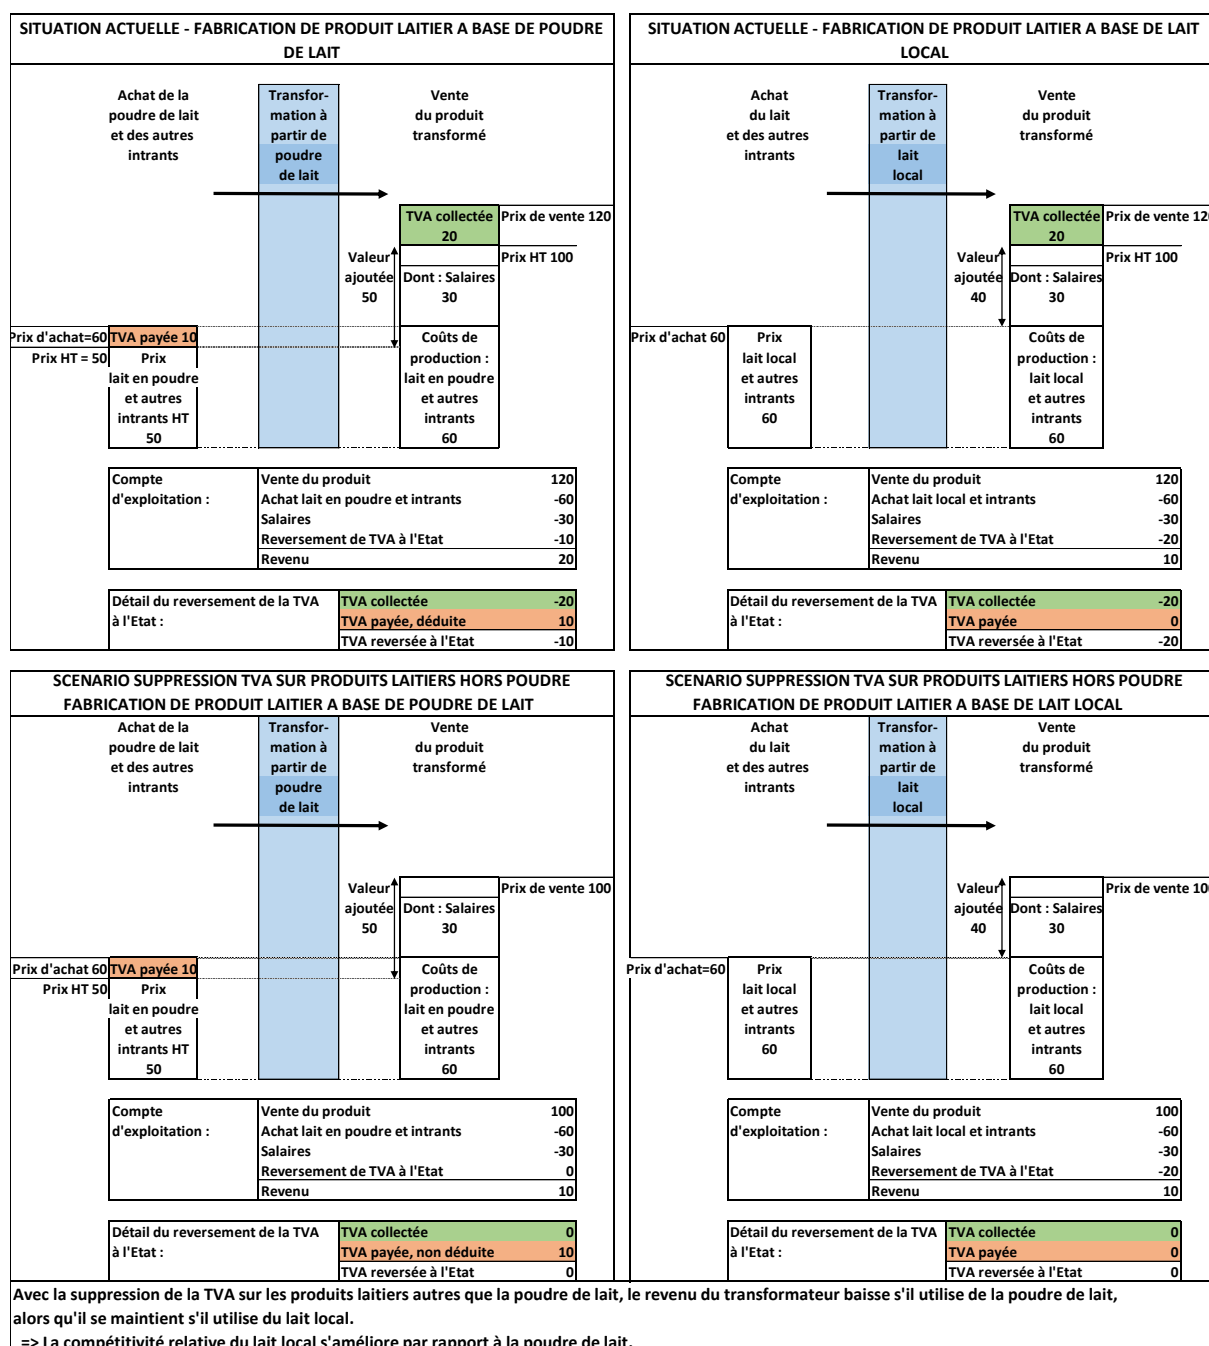 SITUATION ACTUELLE - FABRICATION DE PRODUIT LAITIER A BASE DE POUDRE
DE LAIT
Achat de la
poudre de lait
et des autres
intrants
Transfor-
mation à
partir de
poudre
de lait
Vente
du produit
transformé
TVA collectée
20
Prix de vente 120
Prix HT 100
Valeur
ajoutée
50
Dont : Salaires
30
Prix d'achat=60
TVA payée 10
Prix HT = 50
Prix
lait en poudre
et autres
intrants HT
50
Coûts de
production :
lait en poudre
et autres
intrants
60
Compte
d'exploitation :
Vente du produit 120
Achat lait en poudre et intrants -60
Salaires -30
Reversement de TVA à l'Etat -10
Revenu 20
Détail du reversement de la TVA
à l'Etat :
TVA collectée -20
TVA payée, déduite 10
TVA reversée à l'Etat -10
SITUATION ACTUELLE - FABRICATION DE PRODUIT LAITIER A BASE DE LAIT
LOCAL
Achat
du lait
et des autres
intrants
Transfor-
mation à
partir de
lait
local
Vente
du produit
transformé
TVA collectée
20
Prix de vente 120
Prix HT 100
Valeur
ajoutée
40
Dont : Salaires
30
Prix d'achat 60
Prix
lait local
et autres
intrants
60
Coûts de
production :
lait local
et autres
intrants
60
Compte
d'exploitation :
Vente du produit 120
Achat lait local et intrants -60
Salaires -30
Reversement de TVA à l'Etat -20
Revenu 10
Détail du reversement de la TVA
à l'Etat :
TVA collectée -20
TVA payée 0
TVA reversée à l'Etat -20
SCENARIO SUPPRESSION TVA SUR PRODUITS LAITIERS HORS POUDRE
FABRICATION DE PRODUIT LAITIER A BASE DE POUDRE DE LAIT
Achat de la
poudre de lait
et des autres
intrants
Transfor-
mation à
partir de
poudre
de lait
Vente
du produit
transformé
Valeur
ajoutée
50
Prix de vente 100
Dont : Salaires
30
Prix d'achat 60
TVA payée 10
Prix HT 50
Prix
lait en poudre
et autres
intrants HT
50
Coûts de
production :
lait en poudre
et autres
intrants
60
Compte
d'exploitation :
Vente du produit 100
Achat lait en poudre et intrants -60
Salaires -30
Reversement de TVA à l'Etat 0
Revenu 10
Détail du reversement de la TVA
à l'Etat :
TVA collectée 0
TVA payée, non déduite 10
TVA reversée à l'Etat 0
SCENARIO SUPPRESSION TVA SUR PRODUITS LAITIERS HORS POUDRE
FABRICATION DE PRODUIT LAITIER A BASE DE LAIT LOCAL
Achat
du lait
et des autres
intrants
Transfor-
mation à
partir de
lait
local
Vente
du produit
transformé
Valeur
ajoutée
40
Prix de vente 100
Dont : Salaires
30
Prix d'achat=60
Prix
lait local
et autres
intrants
60
Coûts de
production :
lait local
et autres
intrants
60
Compte
d'exploitation :
Vente du produit 100
Achat lait local et intrants -60
Salaires -30
Reversement de TVA à l'Etat -20
Revenu 10
Détail du reversement de la TVA
à l'Etat :
TVA collectée 0
TVA payée 0
TVA reversée à l'Etat 0
Avec la suppression de la TVA sur les produits laitiers autres que la poudre de lait, le revenu du transformateur baisse s'il utilise de la poudre de lait,
alors qu'il se maintient s'il utilise du lait local.
=> La compétitivité relative du lait local s'améliore par rapport à la poudre de lait.